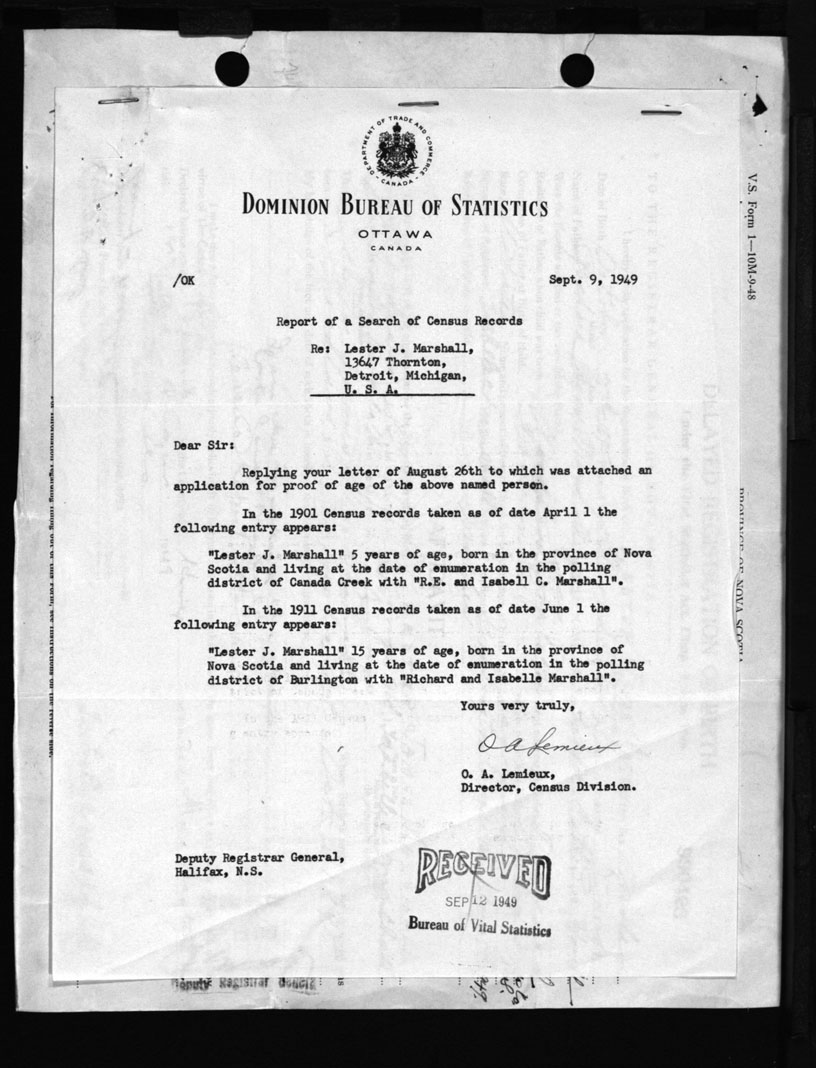 DEPARTMENT OF TRADE AND COMMERCE
CANADA
DOMINION BUREAU OF STATISTICS
OTTAWA
CANADA
/OK
Sept. 9, 1949
Report of a Search of Census Records
Re: Lester J. Marshall,
13647 Thornton,
Detroit, Michigan,
U. S. A.
Dear Sir:
Replying your letter of August 26th to which was attached an
application for proof of age of the above named person.
In the 1901 Census records taken as of date April 1 the
following entry appears:
"Lester J. Marshall" 5 years of age, born in the province of Nova
Scotia and living at the date of enumeration in the polling
district of Canada Creek with "R.E. and Isabell C. Marshall".
In the 1911 Census records taken as of date June 1 the
following entry appears:
"Lester J. Marshall" 15 years of age, born in the province of
Nova Scotia and living at the date of enumeration in the polling
district of Burlington with "Richard and Isabelle Marshall".
Yours very truly,
O A Lemieux
O. A. Lemieux,
Director, Census Division.
Deputy Registrar General,
Halifax, N.S.
RECEIVED
SEP 12 1949
Bureau of Vital Statistics
V.S. Form 1—10M-9-48
PROVINCE OF NOVA SCOTIA
Deputy Registrar General